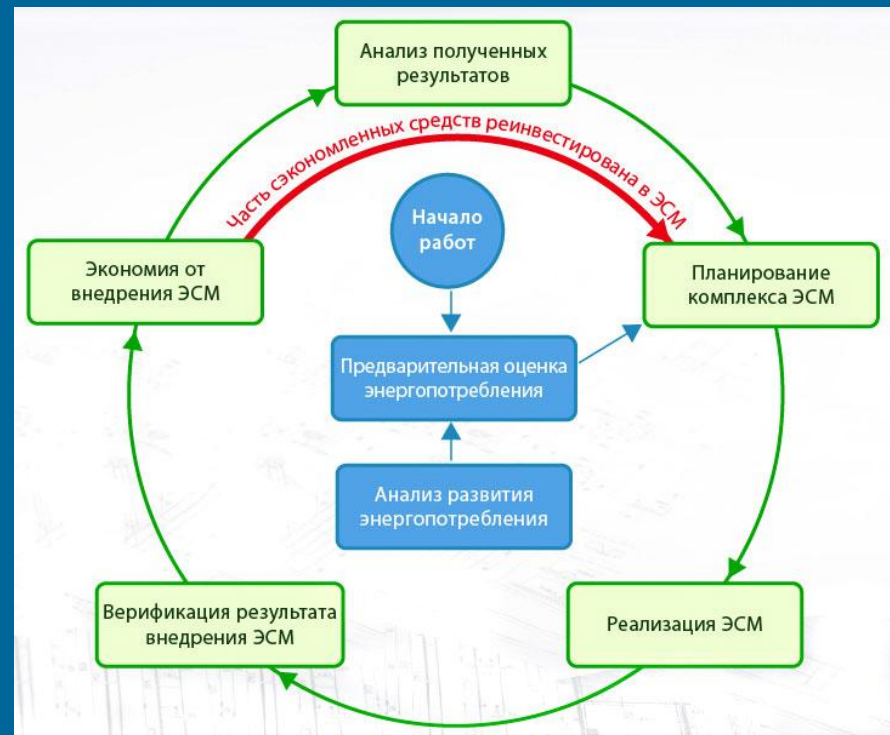 Анализ полученных
результатов
Часть сэкономленных средств реинвестирована в ЭСМ
Начало
работ
Экономия от
внедрения ЭСМ
Планирование
комплекса ЭСМ
Предварительная оценка
энергопотребления
Анализ развития
энергопотребления
Верификация результата
внедрения ЭСМ
Реализация ЭСМ